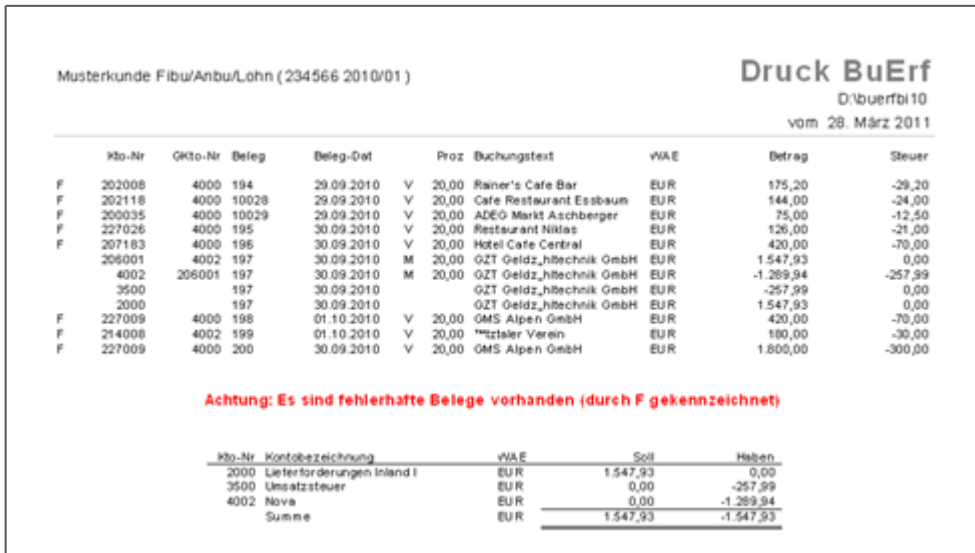 Musterkunde Fibu/Anbu/Lohn (234566 2010/01) Druck BuErf
D:\buerfbi10
vom 28. März 2011
Kto-Nr GKto-Nr Beleg Beleg-Dat Proz Buchungstext WAE Betrag Steuer
F 202008 4000 194 29.09.2010 V 20,00 Rainer's Cafe Bar EUR 175,20 -29,20
F 202118 4000 10028 29.09.2010 V 20,00 Cafe Restaurant Essbaum EUR 144,00 -24,00
F 200035 4000 10029 29.09.2010 V 20,00 ADEG Markt Aschberger EUR 75,00 -12,50
F 227026 4000 195 30.09.2010 V 20,00 Restaurant Niklas EUR 126,00 -21,00
F 207183 4000 196 30.09.2010 V 20,00 Hotel Cafe Central EUR 420,00 -70,00
206001 4002 197 30.09.2010 M 20,00 GZT Geldz„hltechnik GmbH EUR 1.547,93 0,00
4002 206001 197 30.09.2010 M 20,00 GZT Geldz„hltechnik GmbH EUR -1.289,94 -257,99
3500 197 30.09.2010 GZT Geldz„hltechnik GmbH EUR -257,99 0,00
2000 197 30.09.2010 GZT Geldz„hltechnik GmbH EUR 1.547,93 0,00
F 227009 4000 198 01.10.2010 V 20,00 GMS Alpen GmbH EUR 420,00 -70,00
F 214008 4002 199 01.10.2010 V 20,00 ™tztaler Verein EUR 180,00 -30,00
F 227009 4000 200 30.09.2010 V 20,00 GMS Alpen GmbH EUR 1.800,00 -300,00
Achtung: Es sind fehlerhafte Belege vorhanden (durch F gekennzeichnet)
Kto-Nr Kontobezeichnung WAE Soll Haben
2000 Lieferforderungen Inland I EUR 1.547,93 0,00
3500 Umsatzsteuer EUR 0,00 -257,99
4002 Nova EUR 0,00 -1.289,94
Summe EUR 1.547,93 -1.547,93